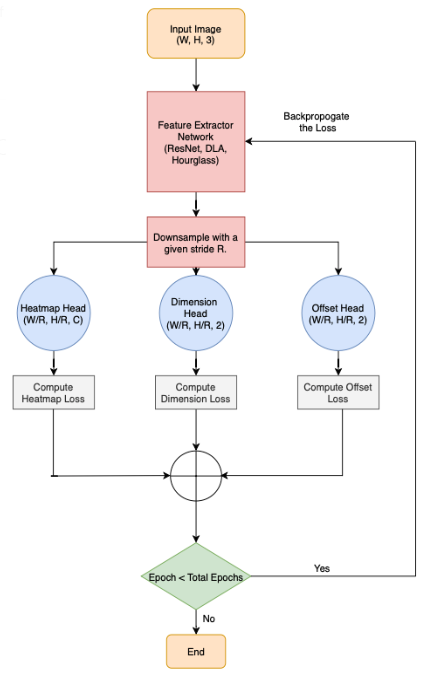 Input Image
(W, H, 3)
Backpropogate
the Loss
Feature Extractor
Network
(ResNet, DLA,
Hourglass)
Downsample with a
given stride R.
Heatmap Head
(W/R, H/R, C)
Dimension
Head
(W/R, H/R, 2)
Offset Head
(W/R, H/R, 2)
Compute
Heatmap Loss
Compute
Dimension Loss
Compute Offset
Loss
Epoch < Total Epochs
Yes
No
End